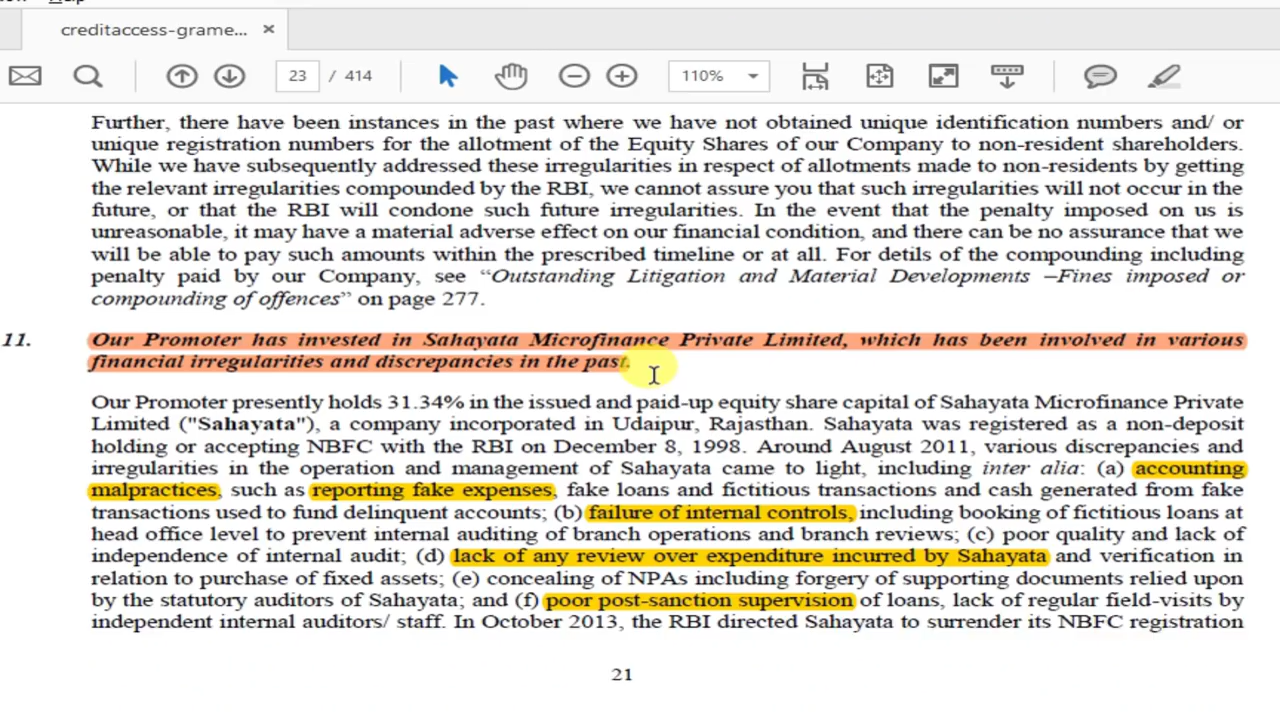 creditaccess-grame...
23 / 414
110%
Further, there have been instances in the past where we have not obtained unique identification numbers and/ or
unique registration numbers for the allotment of the Equity Shares of our Company to non-resident shareholders.
While we have subsequently addressed these irregularities in respect of allotments made to non-residents by getting
the relevant irregularities compounded by the RBI, we cannot assure you that such irregularities will not occur in the
future, or that the RBI will condone such future irregularities. In the event that the penalty imposed on us is
unreasonable, it may have a material adverse effect on our financial condition, and there can be no assurance that we
will be able to pay such amounts within the prescribed timeline or at all. For detils of the compounding including
penalty paid by our Company, see “Outstanding Litigation and Material Developments –Fines imposed or
compounding of offences” on page 277.
11. Our Promoter has invested in Sahayata Microfinance Private Limited, which has been involved in various
financial irregularities and discrepancies in the past.
Our Promoter presently holds 31.34% in the issued and paid-up equity share capital of Sahayata Microfinance Private
Limited ("Sahayata"), a company incorporated in Udaipur, Rajasthan. Sahayata was registered as a non-deposit
holding or accepting NBFC with the RBI on December 8, 1998. Around August 2011, various discrepancies and
irregularities in the operation and management of Sahayata came to light, including inter alia: (a) accounting
malpractices, such as reporting fake expenses, fake loans and fictitious transactions and cash generated from fake
transactions used to fund delinquent accounts; (b) failure of internal controls, including booking of fictitious loans at
head office level to prevent internal auditing of branch operations and branch reviews; (c) poor quality and lack of
independence of internal audit; (d) lack of any review over expenditure incurred by Sahayata and verification in
relation to purchase of fixed assets; (e) concealing of NPAs including forgery of supporting documents relied upon
by the statutory auditors of Sahayata; and (f) poor post-sanction supervision of loans, lack of regular field-visits by
independent internal auditors/ staff. In October 2013, the RBI directed Sahayata to surrender its NBFC registration
21